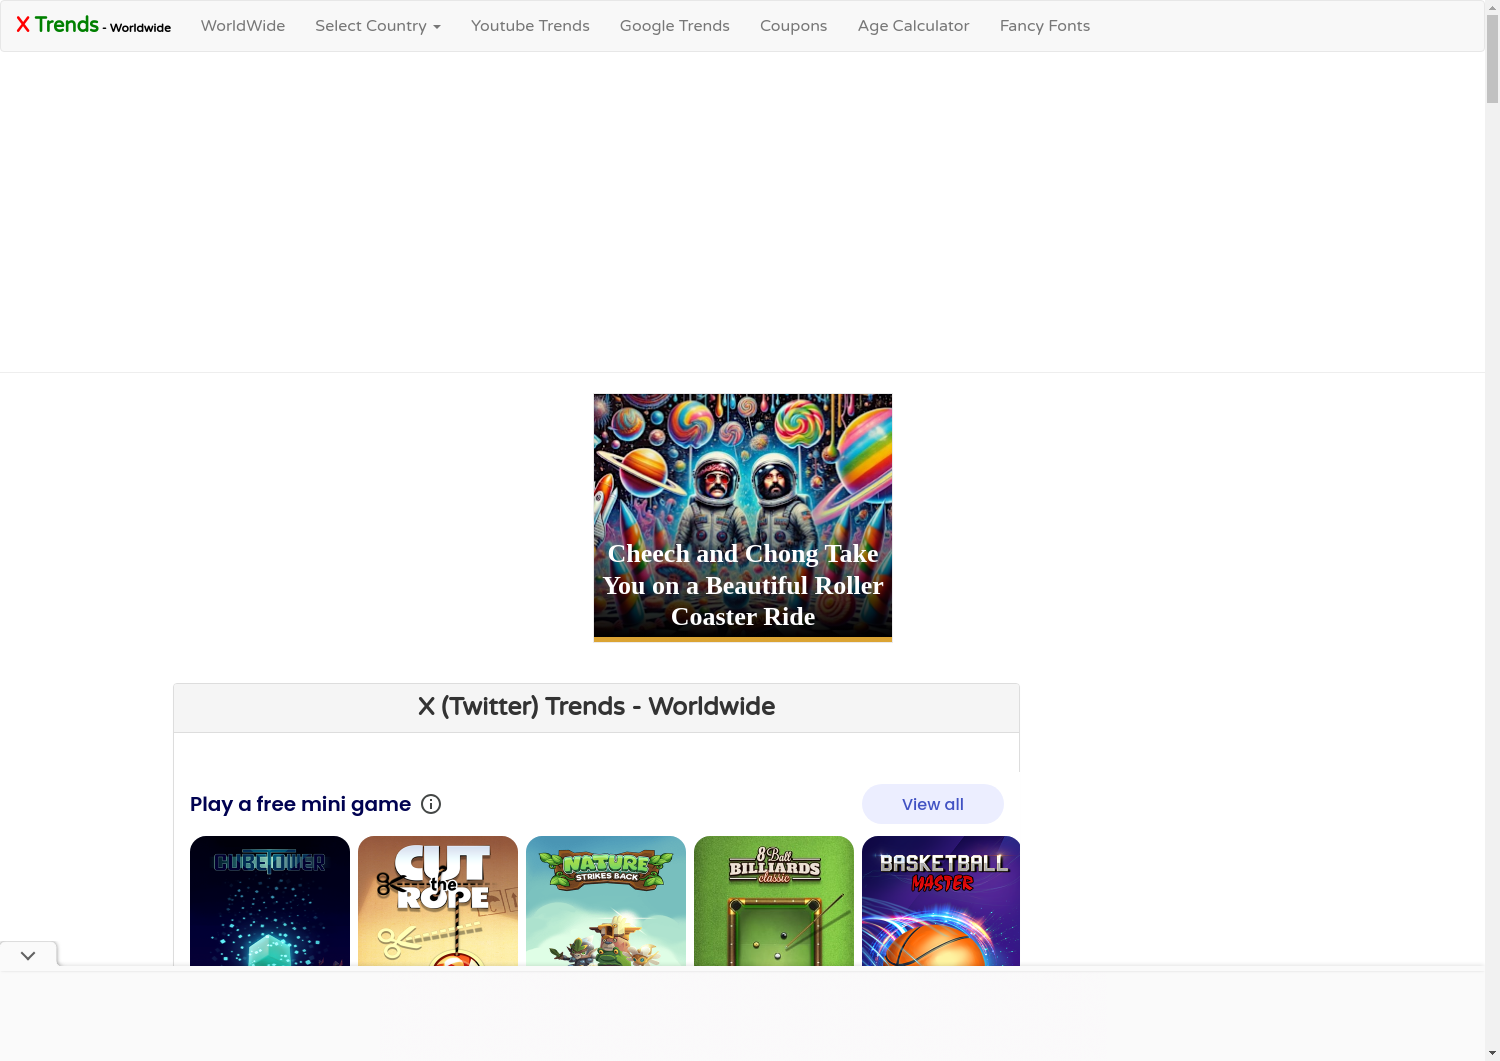 X Trends - Worldwide WorldWide Select Country Youtube Trends Google Trends Coupons Age Calculator Fancy Fonts
Cheech and Chong Take
You on a Beautiful Roller
Coaster Ride
X (Twitter) Trends - Worldwide
Play a free mini game View all
CUBETOWER
CUT
the
ROPE
NATURE
STRIKES BACK
8 Ball
BILLIARDS
classic
BASKETBALL
MASTER